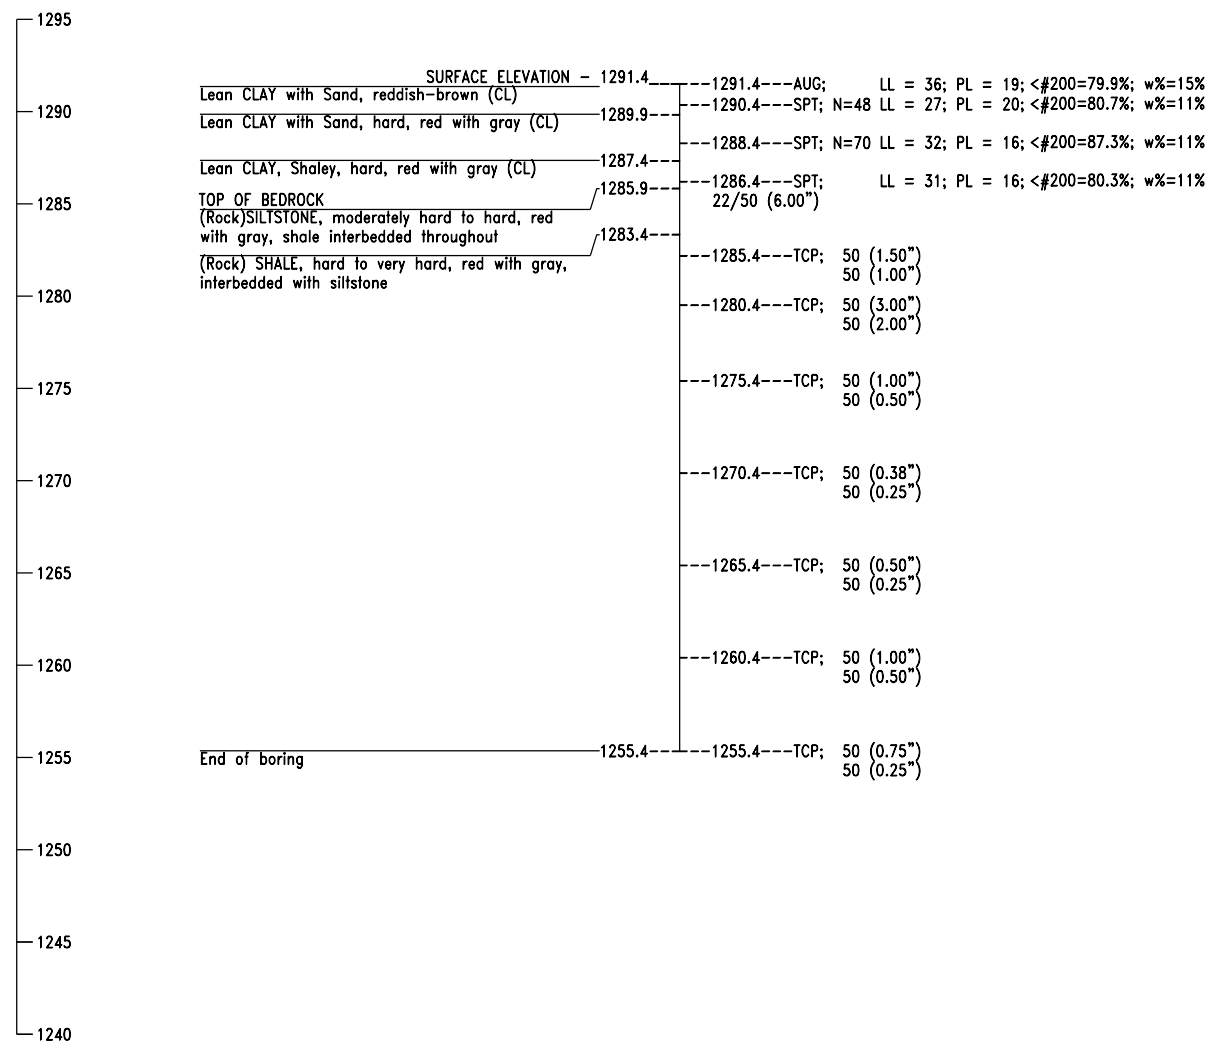 1295
SURFACE ELEVATION - 1291.4
1291.4---AUG; LL = 36; PL = 19; <#200=79.9%; w%=15%
Lean CLAY with Sand, reddish-brown (CL)
1290.4---SPT; N=48 LL = 27; PL = 20; <#200=80.7%; w%=11%
1290
1289.9
Lean CLAY with Sand, hard, red with gray (CL)
1288.4---SPT; N=70 LL = 32; PL = 16; <#200=87.3%; w%=11%
1287.4
Lean CLAY, Shaley, hard, red with gray (CL)
1286.4---SPT; LL = 31; PL = 16; <#200=80.3%; w%=11%
22/50 (6.00")
1285.9
TOP OF BEDROCK
1285
(Rock)SILTSTONE, moderately hard to hard, red
with gray, shale interbedded throughout
1283.4
1285.4---TCP; 50 (1.50")
50 (1.00")
(Rock) SHALE, hard to very hard, red with gray,
interbedded with siltstone
1280
1280.4---TCP; 50 (3.00")
50 (2.00")
1275
1275.4---TCP; 50 (1.00")
50 (0.50")
1270
1270.4---TCP; 50 (0.38")
50 (0.25")
1265
1265.4---TCP; 50 (0.50")
50 (0.25")
1260
1260.4---TCP; 50 (1.00")
50 (0.50")
1255
End of boring
1255.4
1255.4---TCP; 50 (0.75")
50 (0.25")
1250
1245
1240